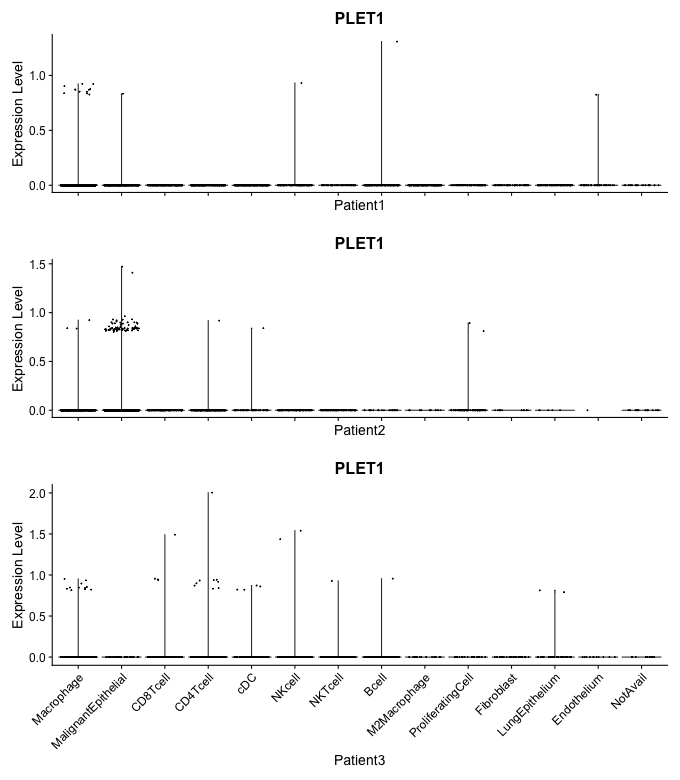 PLET1
Expression Level
1.0
0.5
0.0
Patient1
PLET1
Expression Level
1.5
1.0
0.5
0.0
Patient2
PLET1
Expression Level
2.0
1.5
1.0
0.5
0.0
Macrophage
MalignantEpithelial
CD8Tcell
CD4Tcell
cDC
NKcell
NKTcell
Bcell
M2Macrophage
ProliferatingCell
Fibroblast
LungEpithelium
Endothelium
NotAvail
Patient3